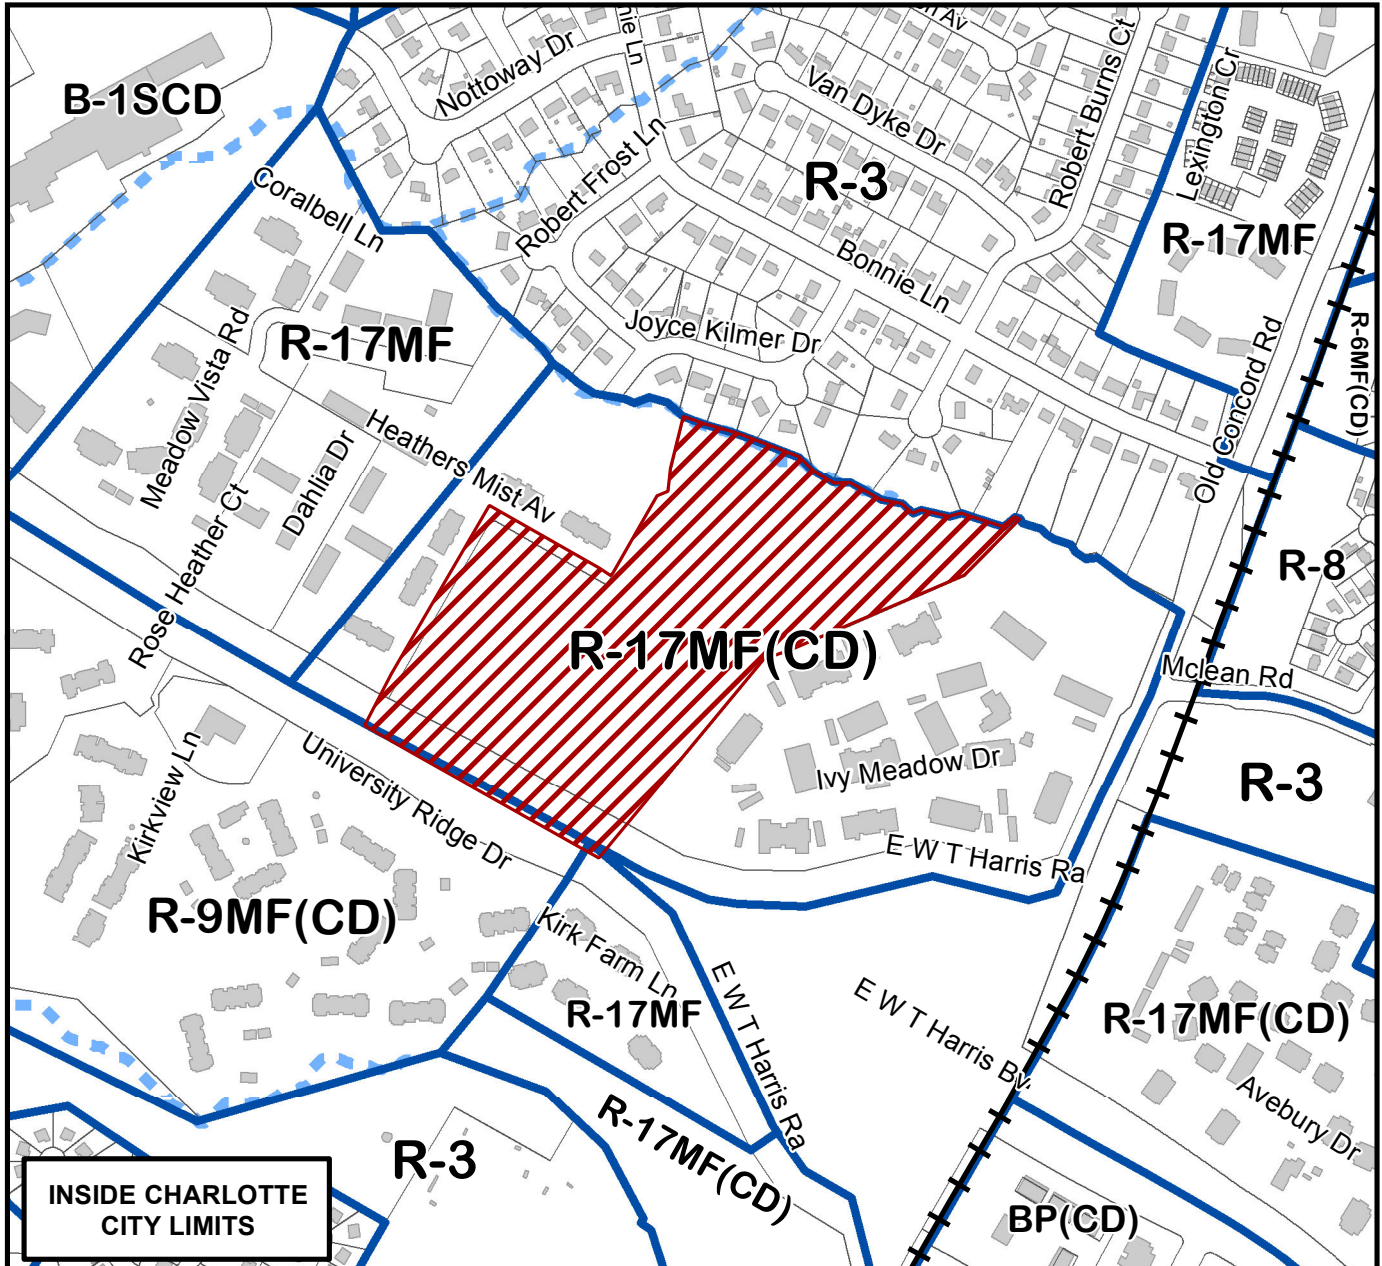 B-1SCD
Nottoway Dr
nie Ln
n Av
Van Dyke Dr
Robert Burns Ct
Lexington Cr
Coralbell Ln
Robert Frost Ln
R-3
R-17MF
Bonnie Ln
Meadow Vista Rd
R-17MF
Joyce Kilmer Dr
Old Concord Rd
R-6MF(CD)
Heathers Mist Av
Dahlia Dr
Rose Heather Ct
R-8
R-17MF(CD)
Mclean Rd
University Ridge Dr
Kirkview Ln
Ivy Meadow Dr
R-3
E W T Harris Ra
R-9MF(CD)
Kirk Farm Ln
R-17MF
E W T Harris Ra
E W T Harris Bv
R-17MF(CD)
Avebury Dr
R-17MF(CD)
R-3
BP(CD)
INSIDE CHARLOTTE
CITY LIMITS